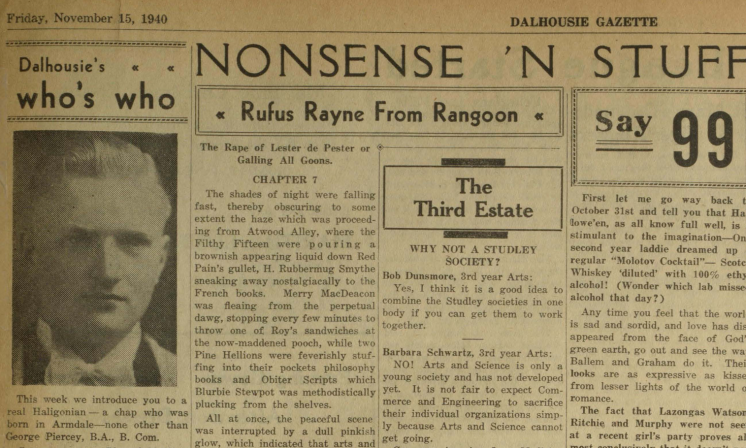 Friday, November 15, 1940
DALHOUSIE GAZETTE
Dalhousie's « «
who's who
This week we introduce you to a
real Haligonian — a chap who was
born in Armdale—none other than
George Piercey, B.A., B. Com.
NONSENSE 'N STUFF
« Rufus Rayne From Rangoon «
The Rape of Lester de Pester or
Galling All Goons.
CHAPTER 7
The shades of night were falling
fast, thereby obscuring to some
extent the haze which was proceed-
ing from Atwood Alley, where the
Filthy Fifteen were pouring a
brownish appearing liquid down Red
Pain's gullet, H. Rubbermug Smythe
sneaking away nostalgiacally to the
French books. Merry MacDeacon
was fleaing from the perpetual
dawg, stopping every few minutes to
throw one of Roy's sandwiches at
the now-maddened pooch, while two
Pine Hellions were feverishly stuf-
fing into their pockets philosophy
books and Obiter Scripts which
Blurbie Stewpot was methodistically
plucking from the shelves.
All at once, the peaceful scene
was interrupted by a dull pinkish
glow, which indicated that arts and
The
Third Estate
WHY NOT A STUDLEY
SOCIETY?
Bob Dunsmore, 3rd year Arts:
Yes, I think it is a good idea to
combine the Studley societies in one
body if you can get them to work
together.
Barbara Schwartz, 3rd year Arts:
NO! Arts and Science is only a
young society and has not developed
yet. It is not fair to expect Com-
merce and Engineering to sacrifice
their individual organizations simp-
ly because Arts and Science cannot
get going.
Say 99
First let me go way back t
October 31st and tell you that Ha
lowe'en, as all know full well, is
stimulant to the imagination—On
second year laddie dreamed up
regular "Molotov Cocktail"— Scotc
Whiskey 'diluted' with 100% ethy
alcohol! (Wonder which lab misse
alcohol that day?)
Any time you feel that the worl
is sad and sordid, and love has dis
appeared from the face of God'
green earth, go out and see the wa
Ballem and Graham do it. Thei
looks are as expressive as kisse
from lesser lights of the world o
romance.
The fact that Lazongas Watson
Ritchie and Murphy were not see
at a recent girl's party proves a